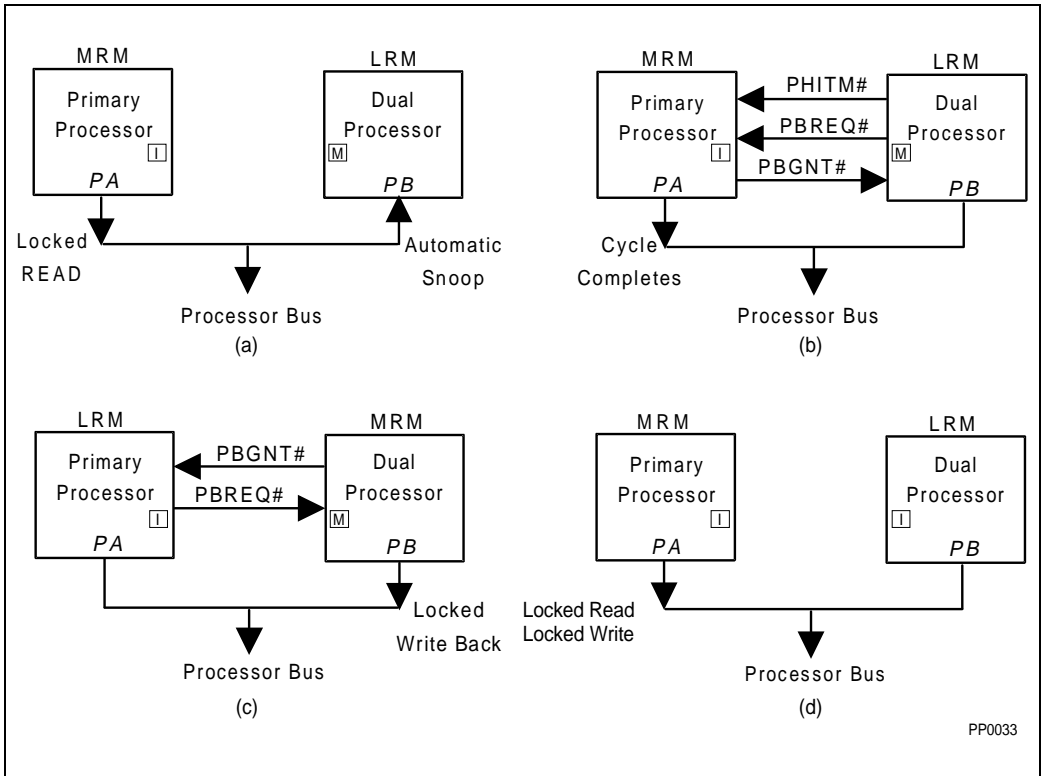 MRM
Primary
Processor
I
PA
Locked
READ
LRM
Dual
Processor
M
PB
Automatic
Snoop
Processor Bus
(a)
MRM
Primary
Processor
I
PA
PHITM#
PBREQ#
PBGNT#
LRM
Dual
Processor
M
PB
Cycle
Completes
Processor Bus
(b)
LRM
Primary
Processor
I
PA
PBGNT#
PBREQ#
MRM
Dual
Processor
M
PB
Locked
Write Back
Processor Bus
(c)
MRM
Primary
Processor
I
PA
LRM
Dual
Processor
I
PB
Locked Read
Locked Write
Processor Bus
(d)
PP0033